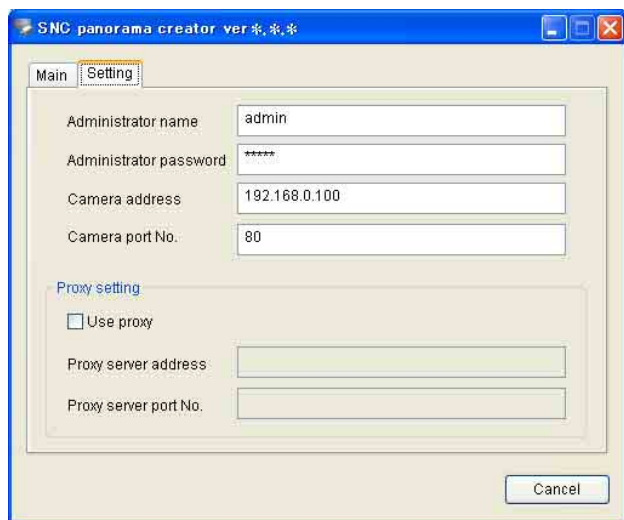 SNC panorama creator ver *.*.*
Main Setting
Administrator name admin
Administrator password *****
Camera address 192.168.0.100
Camera port No. 80
Proxy setting
Use proxy
Proxy server address
Proxy server port No.
Cancel